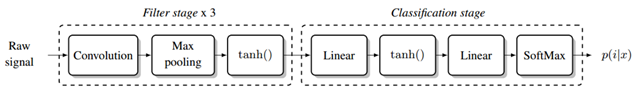 Filter stage x 3
Classification stage
Raw signal
Convolution
Max pooling
tanh()
Linear
tanh()
Linear
SoftMax
p(i|x)